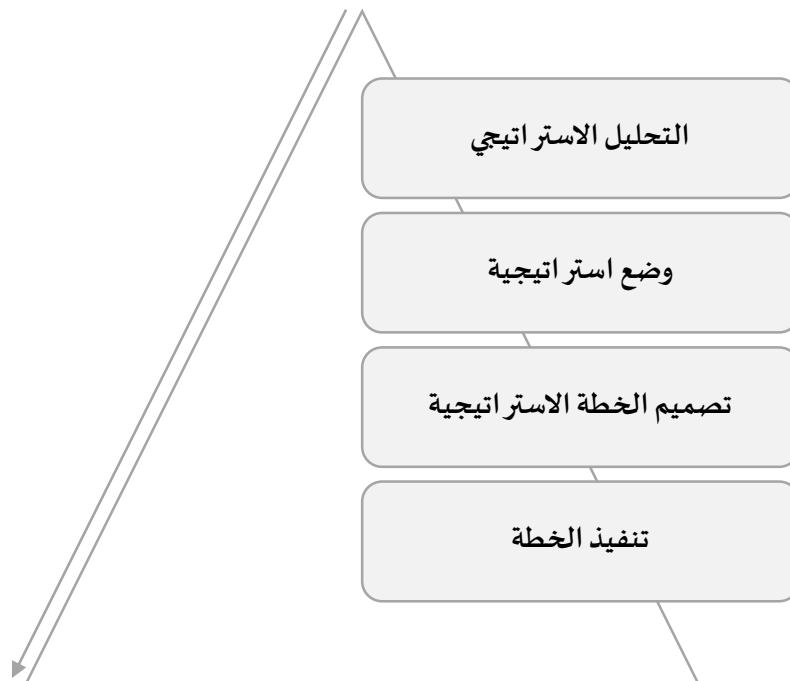 التحليل الاستراتيجي
وضع استراتيجية
تصميم الخطة الاستراتيجية
تنفيذ الخطة